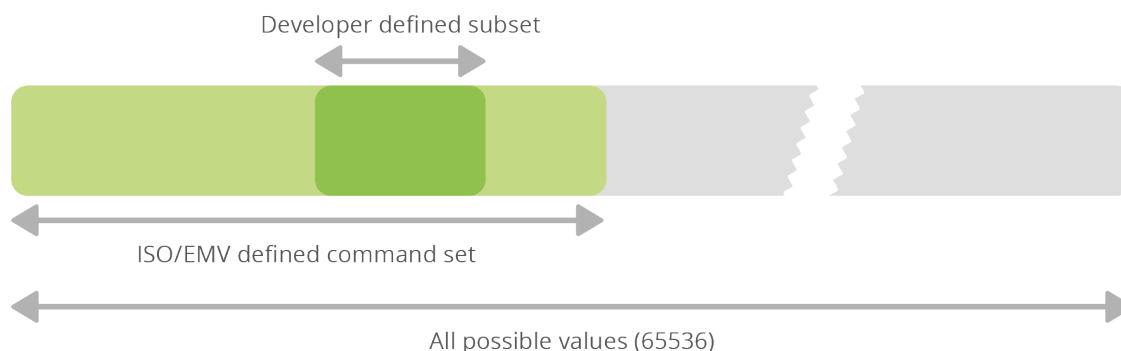 Developer defined subset
ISO/EMV defined command set
All possible values (65536)